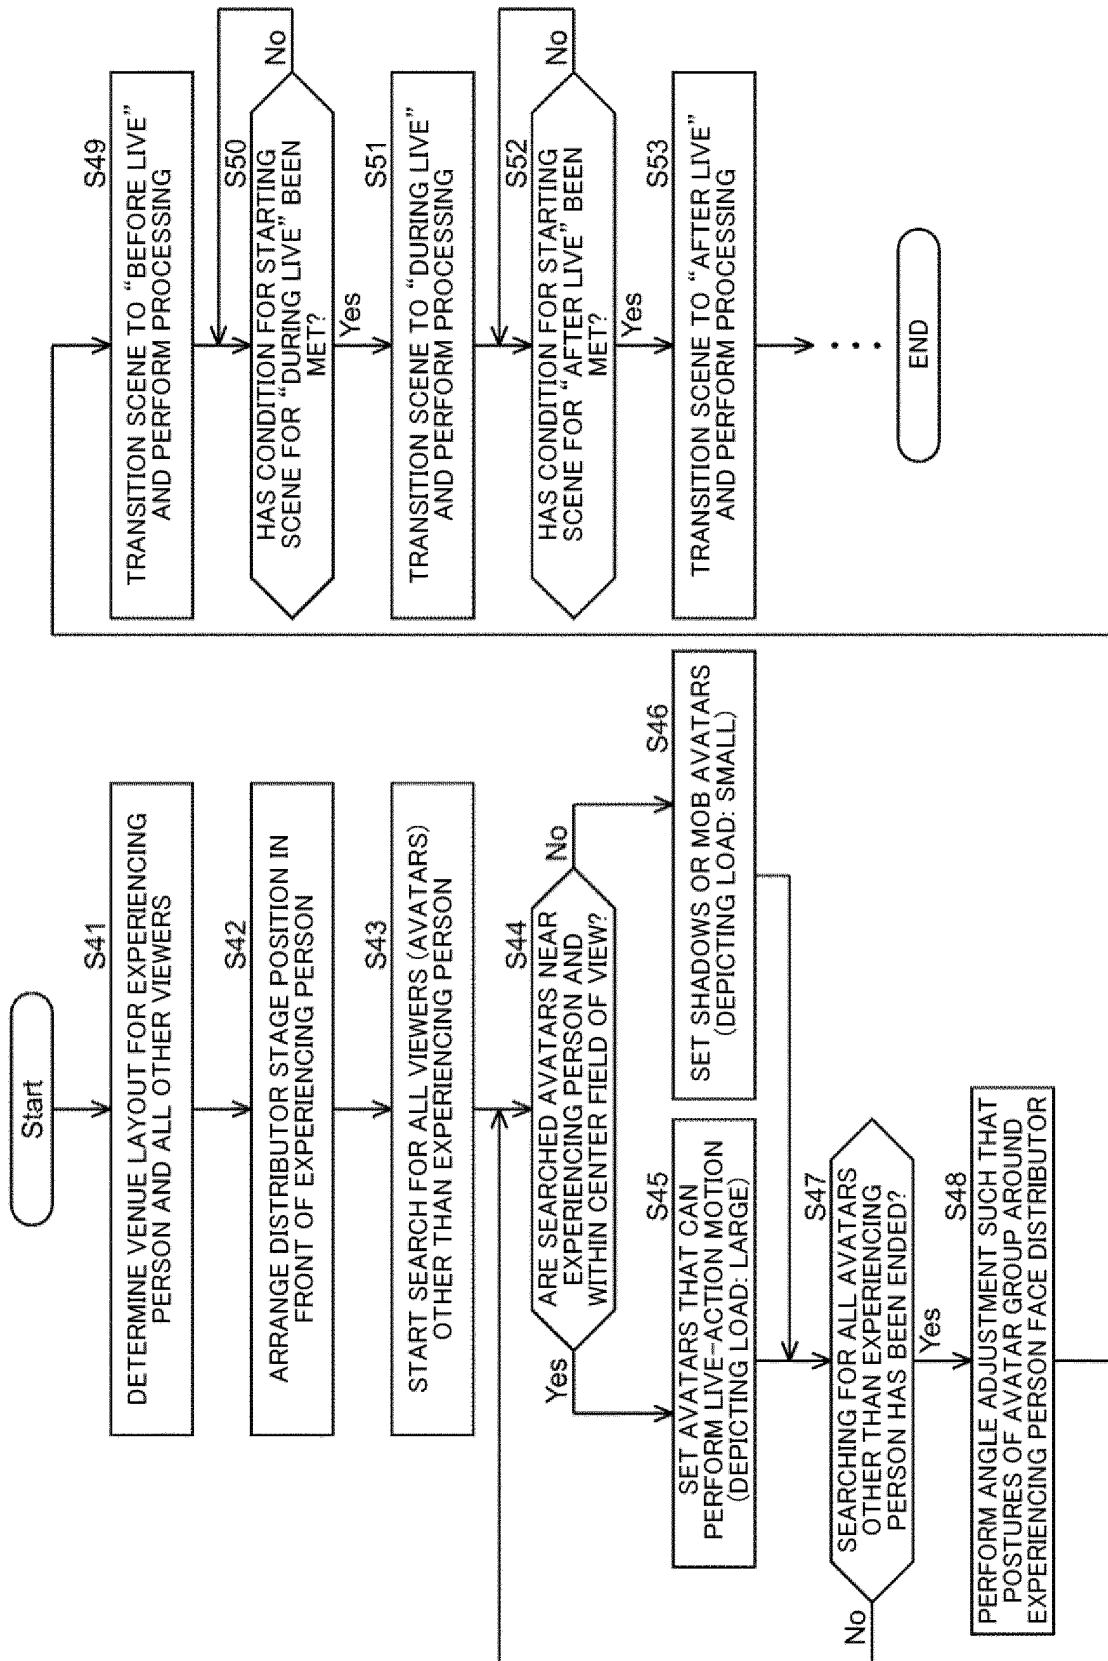 Start
S41
DETERMINE VENUE LAYOUT FOR EXPERIENCING
PERSON AND ALL OTHER VIEWERS
S42
ARRANGE DISTRIBUTOR STAGE POSITION IN
FRONT OF EXPERIENCING PERSON
S43
START SEARCH FOR ALL VIEWERS (AVATARS)
OTHER THAN EXPERIENCING PERSON
S44
ARE SEARCHED AVATARS NEAR
EXPERIENCING PERSON AND
WITHIN CENTER FIELD OF VIEW?
Yes
No
S45
SET AVATARS THAT CAN
PERFORM LIVE-ACTION MOTION
(DEPICTING LOAD: LARGE)
S46
SET SHADOWS OR MOB AVATARS
(DEPICTING LOAD: SMALL)
S47
SEARCHING FOR ALL AVATARS
OTHER THAN EXPERIENCING
PERSON HAS BEEN ENDED?
No
Yes
S48
PERFORM ANGLE ADJUSTMENT SUCH THAT
POSTURES OF AVATAR GROUP AROUND
EXPERIENCING PERSON FACE DISTRIBUTOR
S49
TRANSITION SCENE TO “BEFORE LIVE”
AND PERFORM PROCESSING
S50
No
HAS CONDITION FOR STARTING
SCENE FOR “DURING LIVE” BEEN
MET?
Yes
S51
TRANSITION SCENE TO “DURING LIVE”
AND PERFORM PROCESSING
S52
No
HAS CONDITION FOR STARTING
SCENE FOR “AFTER LIVE” BEEN
MET?
Yes
S53
TRANSITION SCENE TO “AFTER LIVE”
AND PERFORM PROCESSING
END